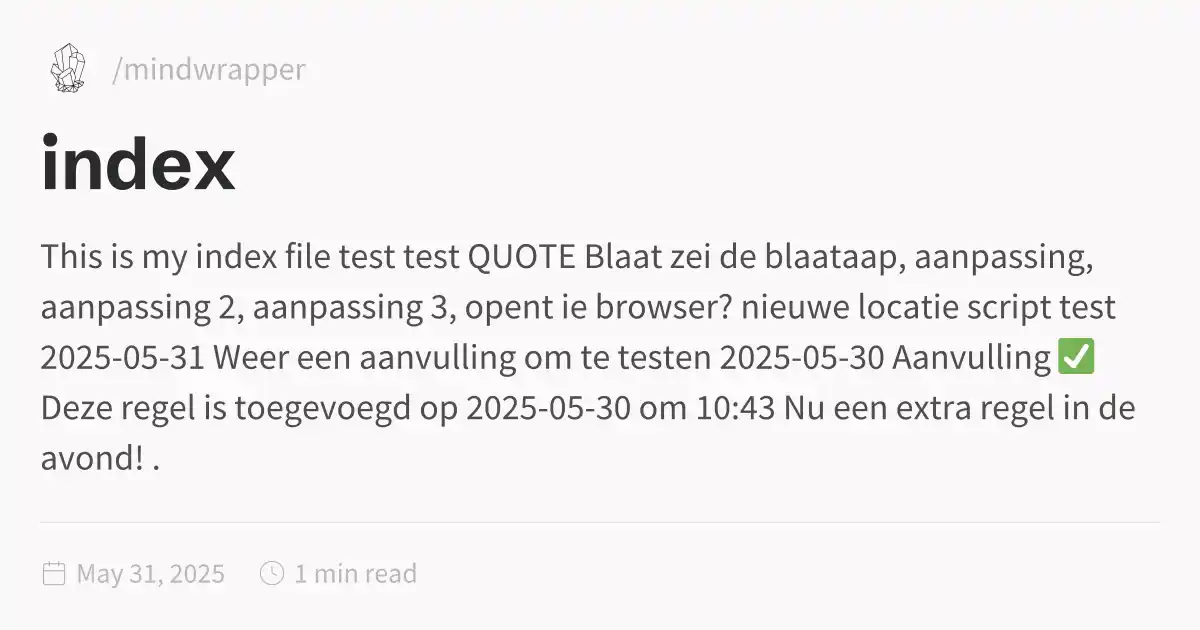 /mindwrapper
index
This is my index file test test QUOTE Blaat zei de blaataap, aanpassing,
aanpassing 2, aanpassing 3, opent ie browser? nieuwe locatie script test
2025-05-31 Weer een aanvulling om te testen 2025-05-30 Aanvulling ✅
Deze regel is toegevoegd op 2025-05-30 om 10:43 Nu een extra regel in de
avond! .
May 31, 2025 1 min read